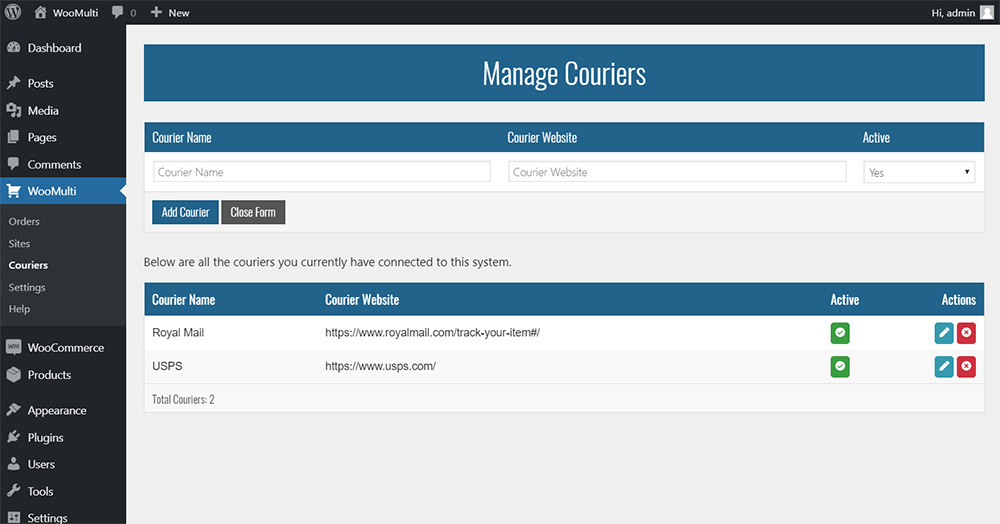 WooMulti 0 New Hi, admin
Dashboard
Posts
Media
Pages
Comments
WooMulti
Orders
Sites
Couriers
Settings
Help
WOO WooCommerce
Products
Appearance
Plugins
Users
Tools
Settings
Manage Couriers
Courier Name Courier Website Active
Courier Name Courier Website Yes
Add Courier Close Form
Below are all the couriers you currently have connected to this system.
Courier Name Courier Website Active Actions
Royal Mail https://www.royalmail.com/track-your-item#/
USPS https://www.usps.com/
Total Couriers: 2